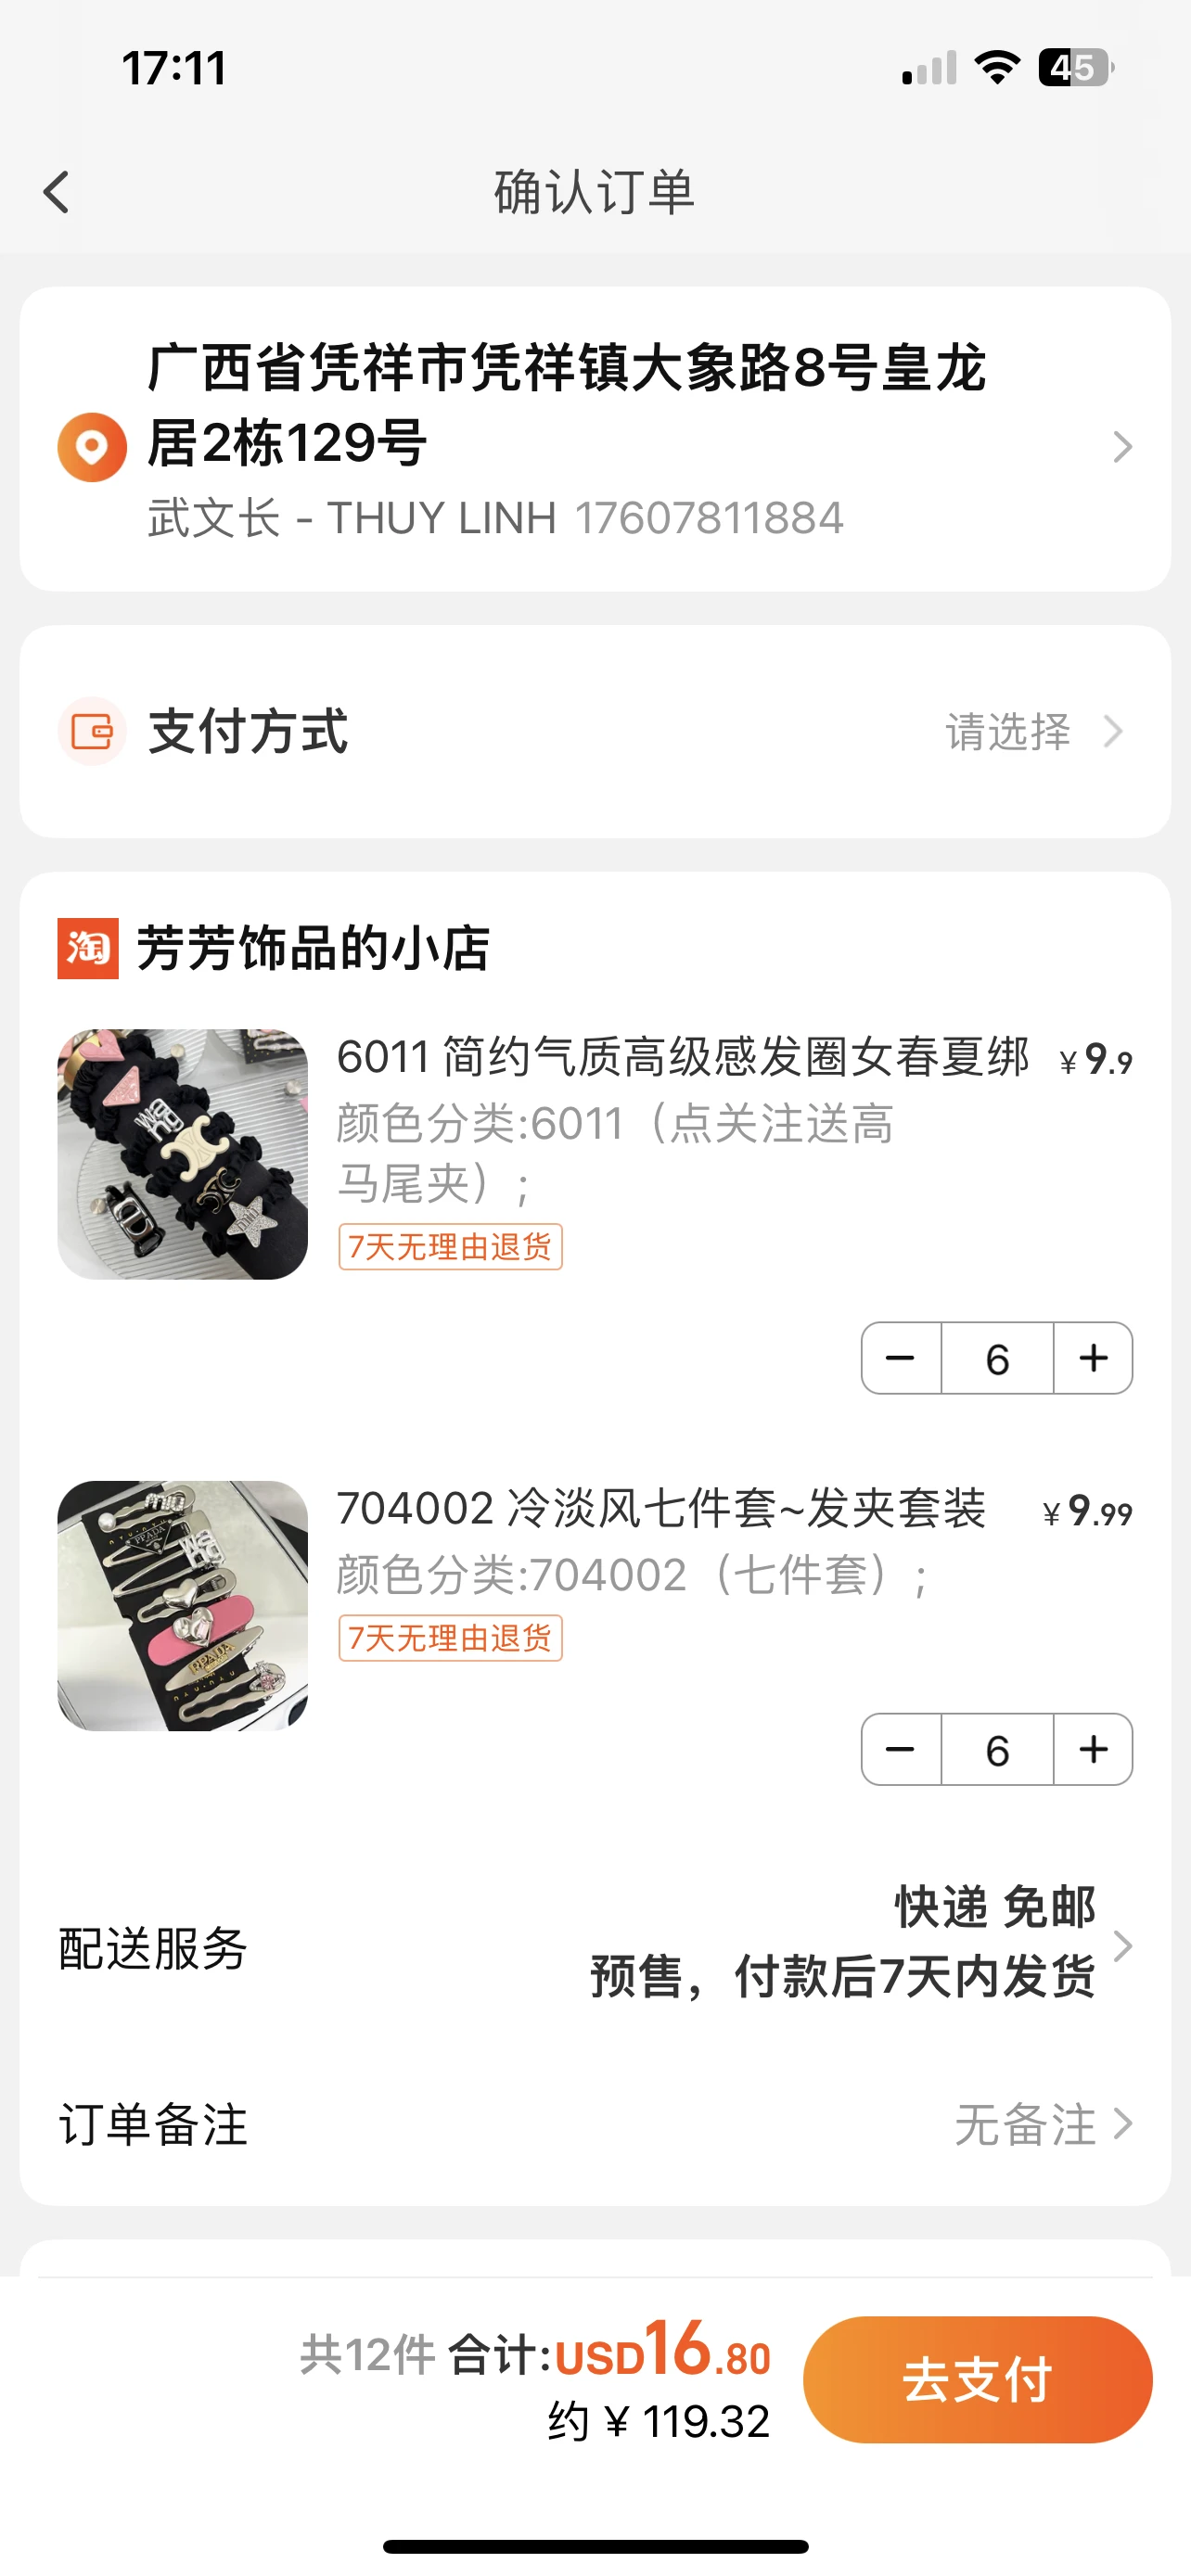 17:11
45
确认订单
广西省凭祥市凭祥镇大象路8号皇龙
居2栋129号
武文长 - THUY LINH 17607811884
支付方式 请选择
淘 芳芳饰品的小店
6011 简约气质高级感发圈女春夏绑 ¥9.9
颜色分类:6011（点关注送高
马尾夹）;
7天无理由退货
6
704002 冷淡风七件套~发夹套装 ¥9.99
颜色分类:704002（七件套）;
7天无理由退货
6
快递 免邮
配送服务
预售，付款后7天内发货
订单备注 无备注
共12件 合计:USD16.80
约 ¥ 119.32
去支付